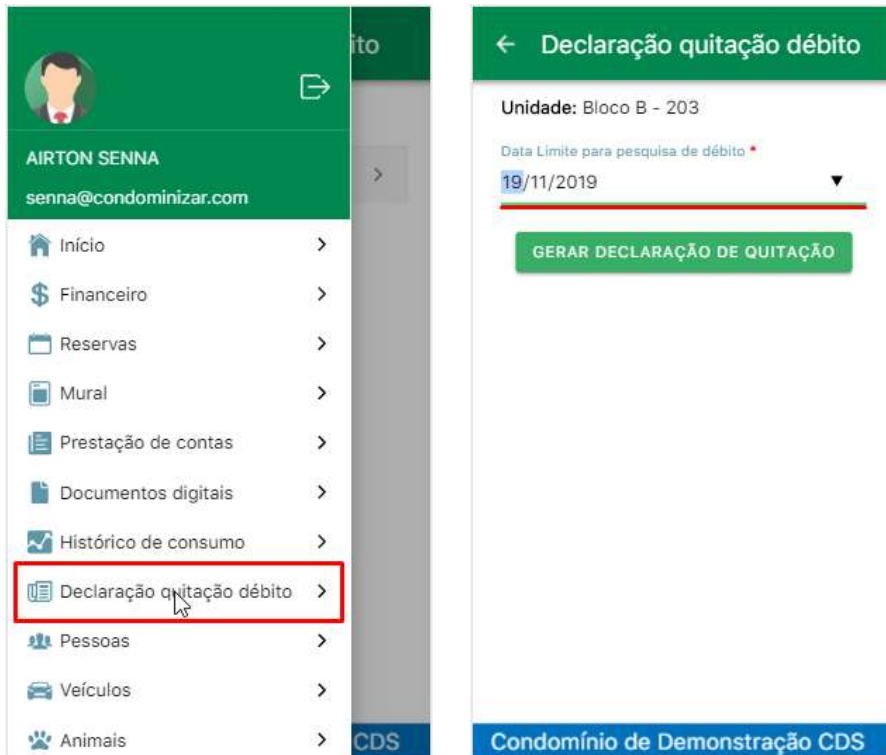 ito
AIRTON SENNA
senna@condominizar.com
Início
Financeiro
Reservas
Mural
Prestação de contas
Documentos digitais
Histórico de consumo
Declaração quitação débito
Pessoas
Veículos
Animais
CDS
Declaração quitação débito
Unidade: Bloco B - 203
Data Limite para pesquisa de débito *
19/11/2019
GERAR DECLARAÇÃO DE QUITAÇÃO
Condomínio de Demonstração CDS